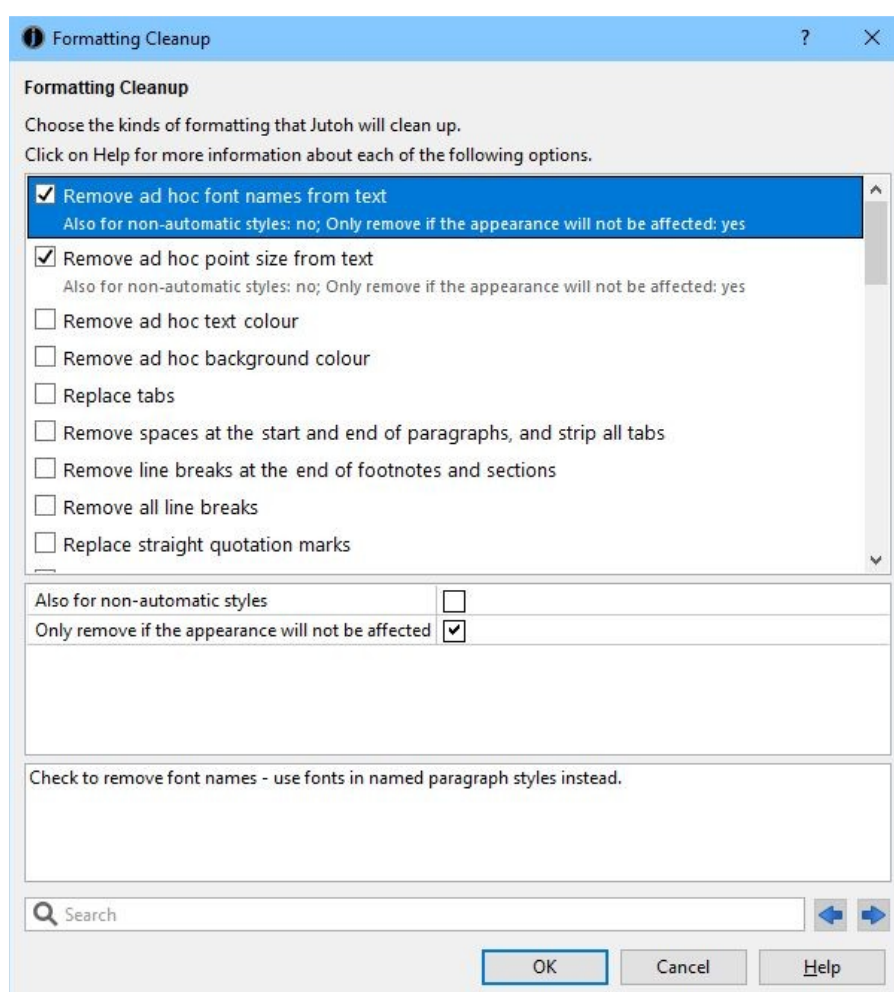 Formatting Cleanup
?
Formatting Cleanup
Choose the kinds of formatting that Jutoh will clean up.
Click on Help for more information about each of the following options.
Remove ad hoc font names from text
Also for non-automatic styles: no; Only remove if the appearance will not be affected: yes
Remove ad hoc point size from text
Also for non-automatic styles: no; Only remove if the appearance will not be affected: yes
Remove ad hoc text colour
Remove ad hoc background colour
Replace tabs
Remove spaces at the start and end of paragraphs, and strip all tabs
Remove line breaks at the end of footnotes and sections
Remove all line breaks
Replace straight quotation marks
Also for non-automatic styles
Only remove if the appearance will not be affected
Check to remove font names - use fonts in named paragraph styles instead.
Search
OK Cancel Help